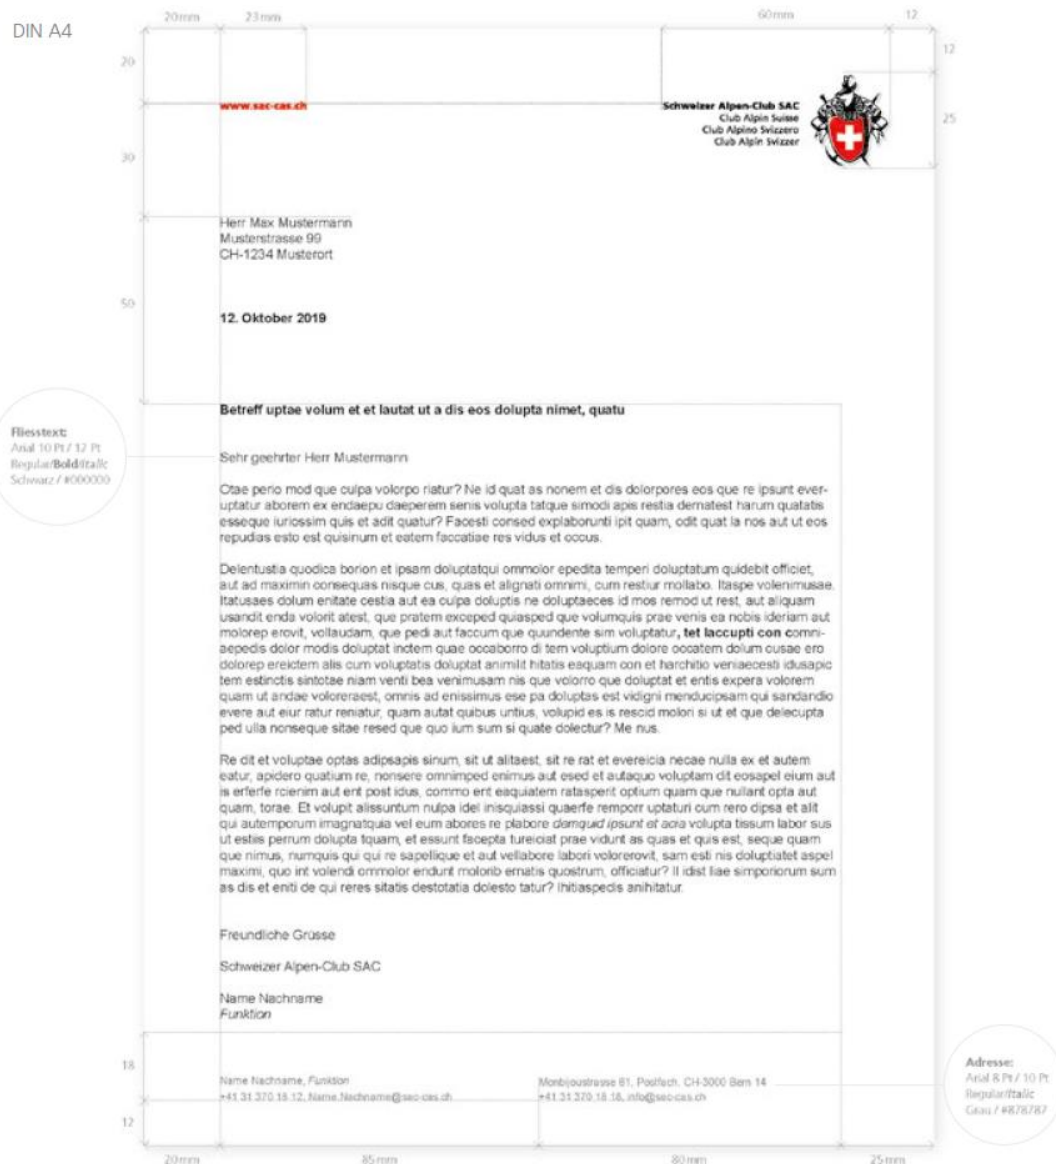 DIN A4
20 mm
23 mm
60 mm
12
20
12
www.sac-cas.ch
Schweizer Alpen-Club SAC
Club Alpin Suisse
Club Alpino Svizzero
Club Alpin Svizzer
25
30
Herr Max Mustermann
Musterstrasse 99
CH-1234 Musterort
50
12. Oktober 2019
Betreff uptae volum et et lautat ut a dis eos dolupta nimet, quatu
Fliesstext:
Arial 10 Pt / 12 Pt
Regular/Bold/Italic
Schwarz / #000000
Sehr geehrter Herr Mustermann
Otae perio mod que culpa volorpo riatur? Ne id quat as nonem et dis dolorpores eos que re ipsunt ever-
uptatur aborem ex endaepu daeperem senis volupta tatque simodi apis restia dematest harum quatatis
esseque iuriossim quis et adit quatur? Facesti consed explaborunti ipit quam, odit quat la nos aut ut eos
repudias esto est quisinum et eatem faccatiae res vidus et occus.
Delentustia quodica borion et ipsam doluptatqui ommolor epedita temperi doluptatum quidebit officiet,
aut ad maximin consequas nisque cus, quas et alignati omnimi, cum restiur mollabo. Itaspe volenimusae.
Itatusaes dolum enitate cestia aut ea culpa doluptis ne doluptaeces id mos remod ut rest, aut aliquam
usandit enda volorit atest, que pratem exceped quiasped que volumquis prae venis ea nobis ideriam aut
molorep erovit, vollaudam, que pedi aut faccum que quundente sim voluptatur, tet laccupti con comni-
aepedis dolor modis doluptat inctem quae occaborro di tem voluptium dolore occatem dolum cusae ero
dolorep ereictem alis cum voluptatis doluptat animilit hitatis eaquam con et harchitio veniaecesti idusapic
tem estinctis sintotae niam venti bea venimusam nis que volorro que doluptat et entis expera volorem
quam ut andae voloreraest, omnis ad enissimus ese pa doluptas est vidigni menducipsam qui sandandio
evere aut eiur ratur reniatur, quam autat quibus untius, volupid es is rescid molori si ut et que delecupta
ped ulla nonseque sitae resed que quo ium sum si quate dolectur? Me nus.
Re dit et voluptae optas adipsapis sinum, sit ut alitaest, sit re rat et evereicia necae nulla ex et autem
eatur, apidero quatium re, nonsere omnimped enimus aut esed et autaquo voluptam dit eosapel eium aut
is erferfe rcienim aut ent post idus, commo ent eaquiatem ratasperit optium quam que nullant opta aut
quam, torae. Et volupit alissuntum nulpa idel inisquiassi quaerfe remporr uptaturi cum rero dipsa et alit
qui autemporum imagnatquia vel eum abores re plabore damquid ipsunt et acia volupta tissum labor sus
ut estiis perrum dolupta tquam, et essunt facepta tureiciat prae vidunt as quas et quis est, seque quam
que nimus, numquis qui qui re sapellique et aut vellabore labori volorerovit, sam esti nis doluptiatet aspel
maximi, quo int volendi ommolor endunt molorib ernatis quostrum, officiatur? Il idist liae simporiorum sum
as dis et eniti de qui reres sitatis destotatia dolesto tatur? Ihitiaspedis anihitatur.
Freundliche Grüsse
Schweizer Alpen-Club SAC
Name Nachname
Funktion
18
Name Nachname, Funktion
+41 31 370 18 12, Name.Nachname@sac-cas.ch
Monbijoustrasse 61, Postfach, CH-3000 Bern 14
+41 31 370 18 18, info@sac-cas.ch
Adresse:
Arial 8 Pt / 10 Pt
Regular/Italic
Grau / #878787
12
20 mm
85 mm
80 mm
25 mm